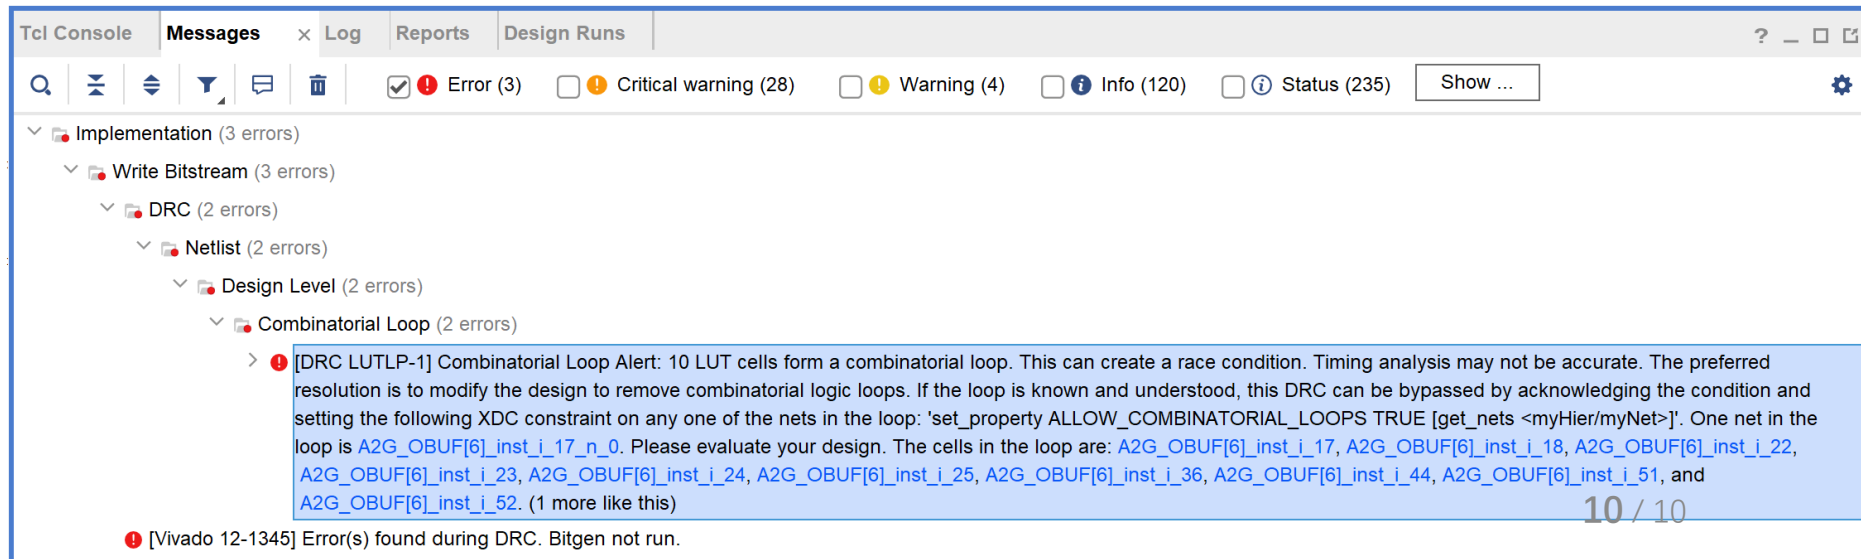 Tcl Console Messages × Log Reports Design Runs ?
Error (3) Critical warning (28) Warning (4) Info (120) Status (235) Show ...
Implementation (3 errors)
Write Bitstream (3 errors)
DRC (2 errors)
Netlist (2 errors)
Design Level (2 errors)
Combinatorial Loop (2 errors)
[DRC LUTLP-1] Combinatorial Loop Alert: 10 LUT cells form a combinatorial loop. This can create a race condition. Timing analysis may not be accurate. The preferred
resolution is to modify the design to remove combinatorial logic loops. If the loop is known and understood, this DRC can be bypassed by acknowledging the condition and
setting the following XDC constraint on any one of the nets in the loop: 'set_property ALLOW_COMBINATORIAL_LOOPS TRUE [get_nets <myHier/myNet>]'. One net in the
loop is A2G_OBUF[6]_inst_i_17_n_0. Please evaluate your design. The cells in the loop are: A2G_OBUF[6]_inst_i_17, A2G_OBUF[6]_inst_i_18, A2G_OBUF[6]_inst_i_22,
A2G_OBUF[6]_inst_i_23, A2G_OBUF[6]_inst_i_24, A2G_OBUF[6]_inst_i_25, A2G_OBUF[6]_inst_i_36, A2G_OBUF[6]_inst_i_44, A2G_OBUF[6]_inst_i_51, and
A2G_OBUF[6]_inst_i_52. (1 more like this)
10 / 10
[Vivado 12-1345] Error(s) found during DRC. Bitgen not run.